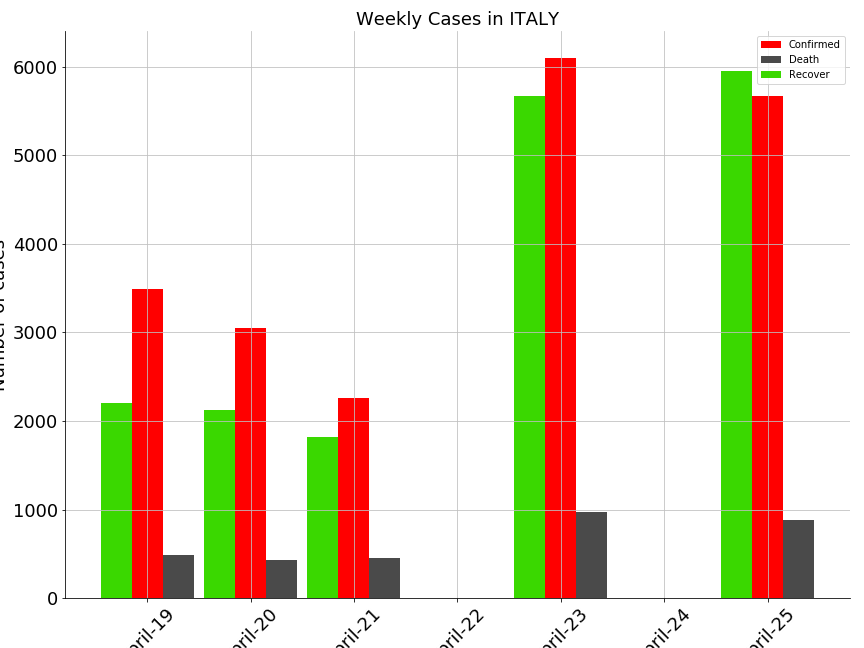 Weekly Cases in ITALY
Confirmed
Death
Recover
6000
5000
4000
3000
2000
1000
0
Number of cases
pril-19
pril-20
pril-21
pril-22
pril-23
pril-24
pril-25